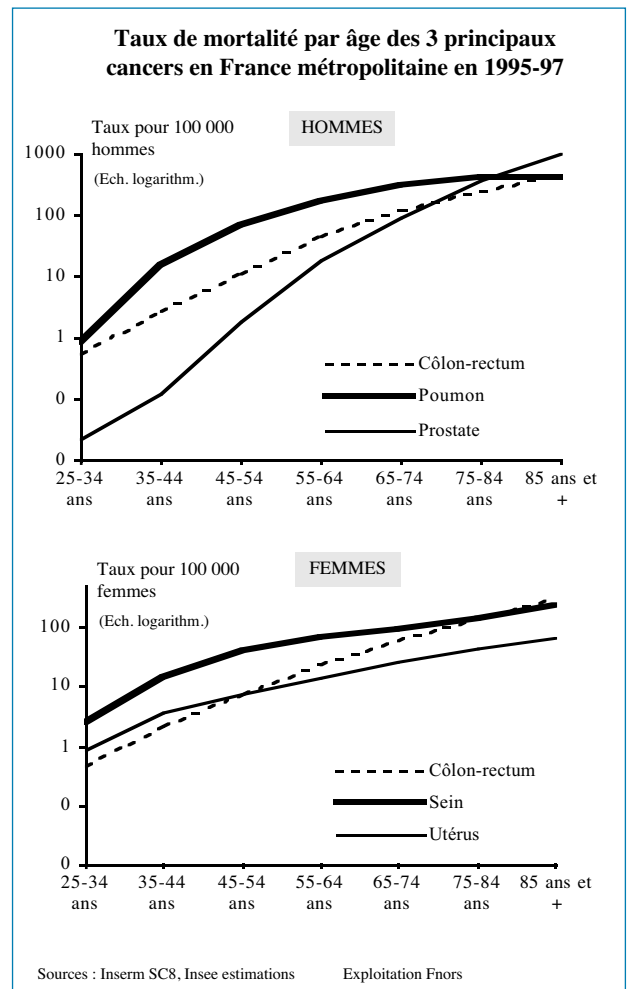 Taux de mortalité par âge des 3 principaux
cancers en France métropolitaine en 1995-97
Taux pour 100 000
hommes
(Ech. logarithm.)
HOMMES
1000
100
10
1
0
0
Côlon-rectum
Poumon
Prostate
25-34 35-44 45-54 55-64 65-74 75-84 85 ans et
ans ans ans ans ans ans +
Taux pour 100 000
femmes
(Ech. logarithm.)
FEMMES
100
10
1
0
0
Côlon-rectum
Sein
Utérus
25-34 35-44 45-54 55-64 65-74 75-84 85 ans et
ans ans ans ans ans ans +
Sources : Inserm SC8, Insee estimations Exploitation Fnors